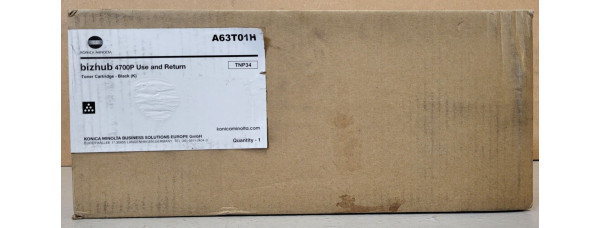 A63T01H
KONICA MINOLTA
bizhub 4700P Use and Return
TNP34
Toner Cartridge - Black (K)
konicaminolta.com
KONICA MINOLTA BUSINESS SOLUTIONS EUROPE GMBH
Quantity - 1